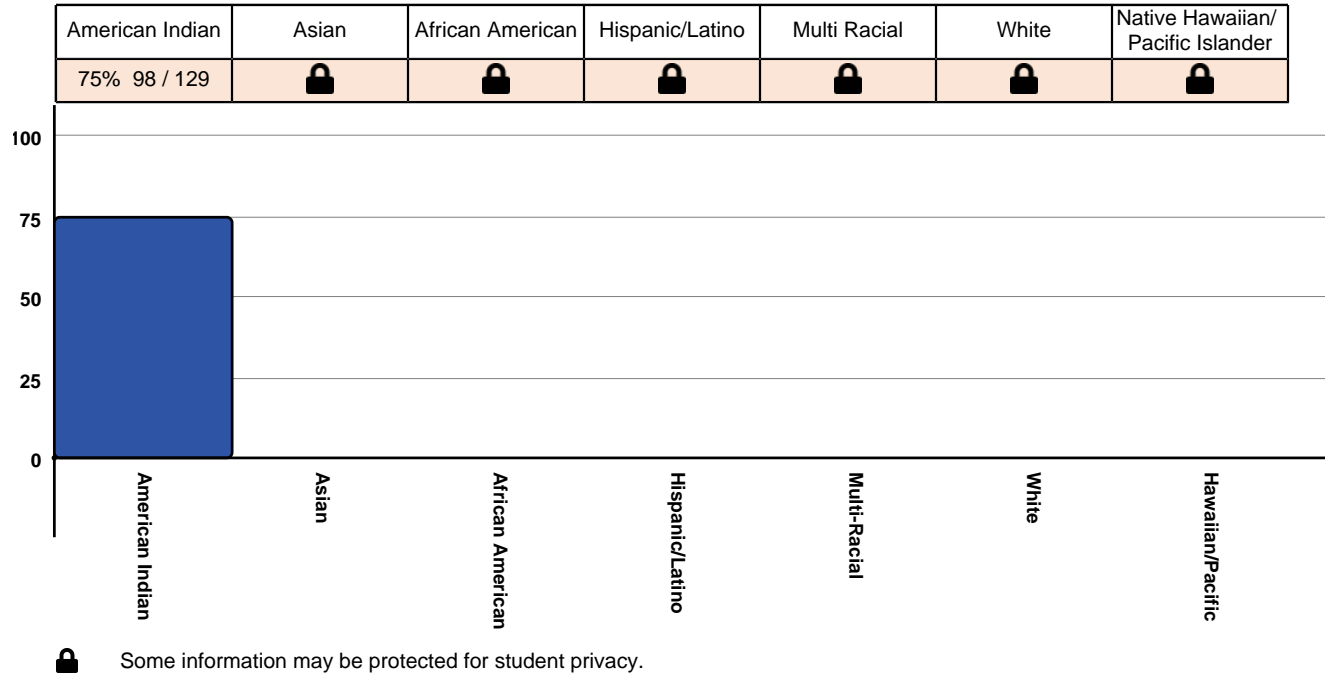 American Indian Asian African American Hispanic/Latino Multi Racial White Native Hawaiian/
Pacific Islander
75% 98 / 129
100
75
50
25
0
American Indian
Asian
African American
Hispanic/Latino
Multi-Racial
White
Hawaiian/Pacific
Some information may be protected for student privacy.